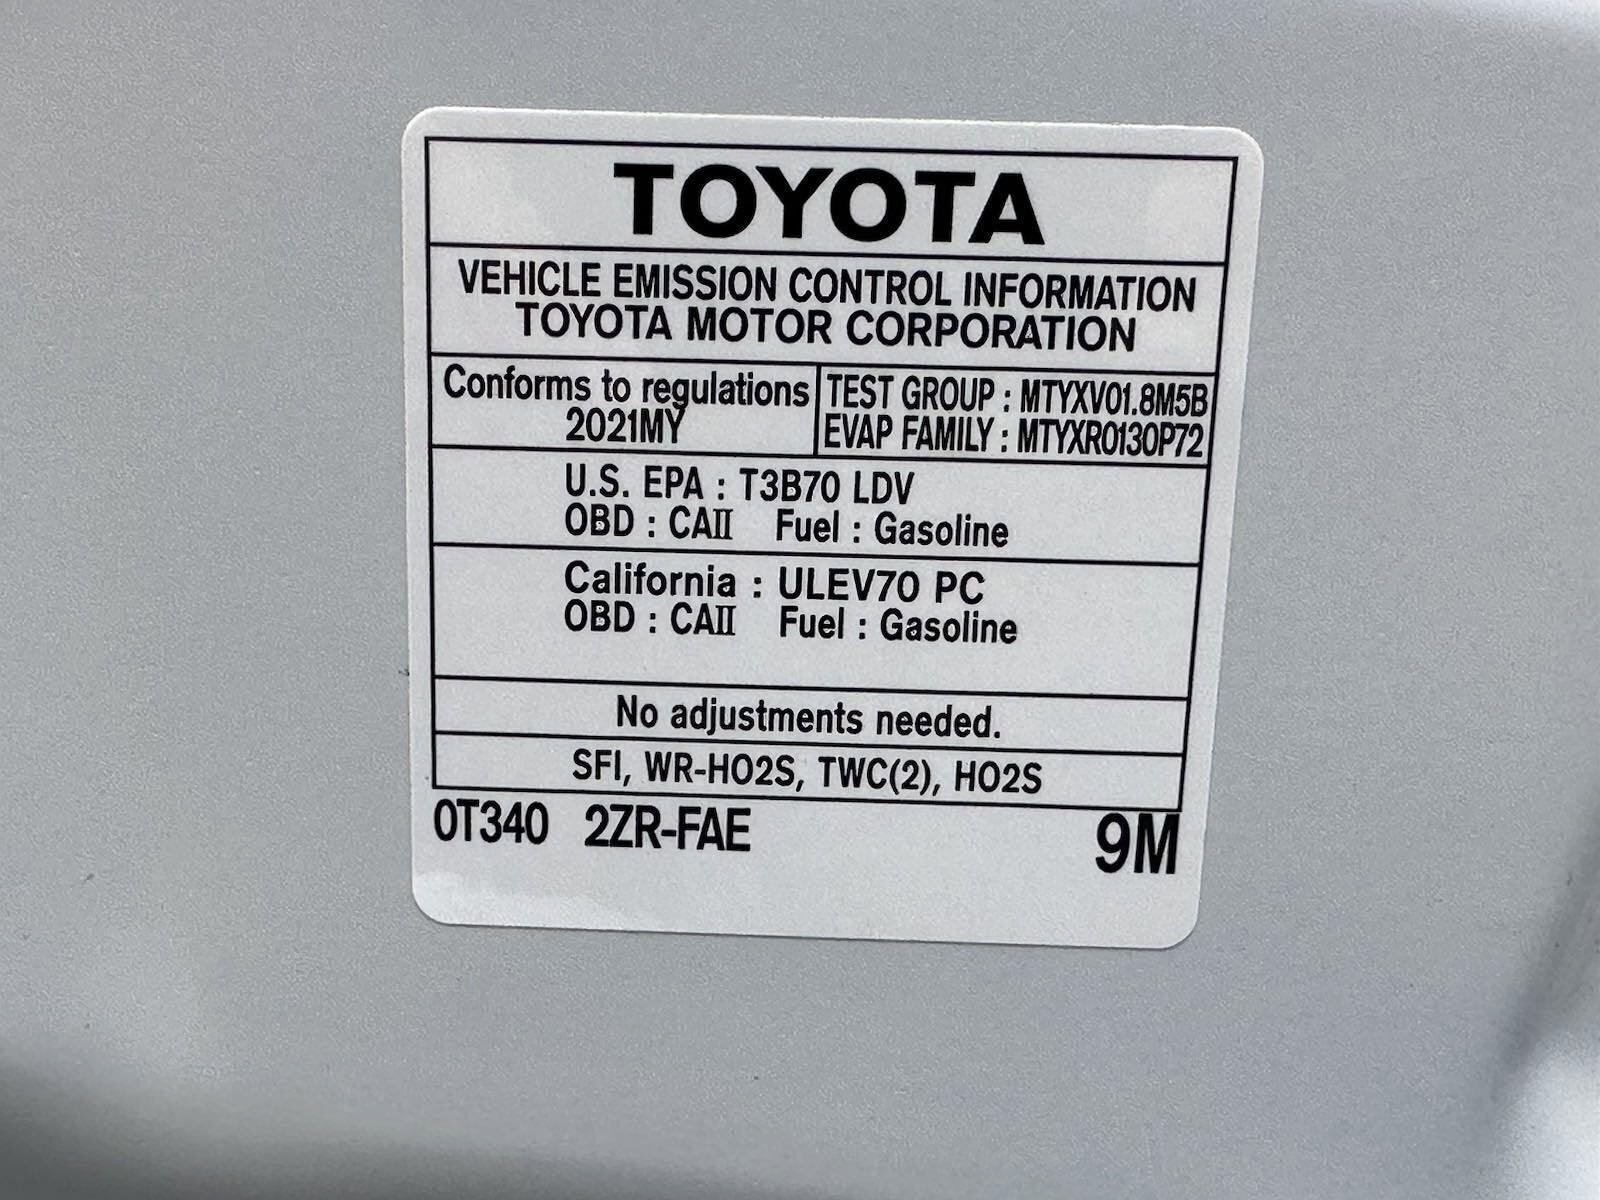 TOYOTA
VEHICLE EMISSION CONTROL INFORMATION
TOYOTA MOTOR CORPORATION
Conforms to regulations
2021MY
TEST GROUP : MTYXV01.8M5B
EVAP FAMILY : MTYXR0130P72
U.S. EPA : T3B70 LDV
OBD : CAII Fuel : Gasoline
California : ULEV70 PC
OBD : CAII Fuel : Gasoline
No adjustments needed.
SFI, WR-HO2S, TWC(2), HO2S
0T340 2ZR-FAE 9M